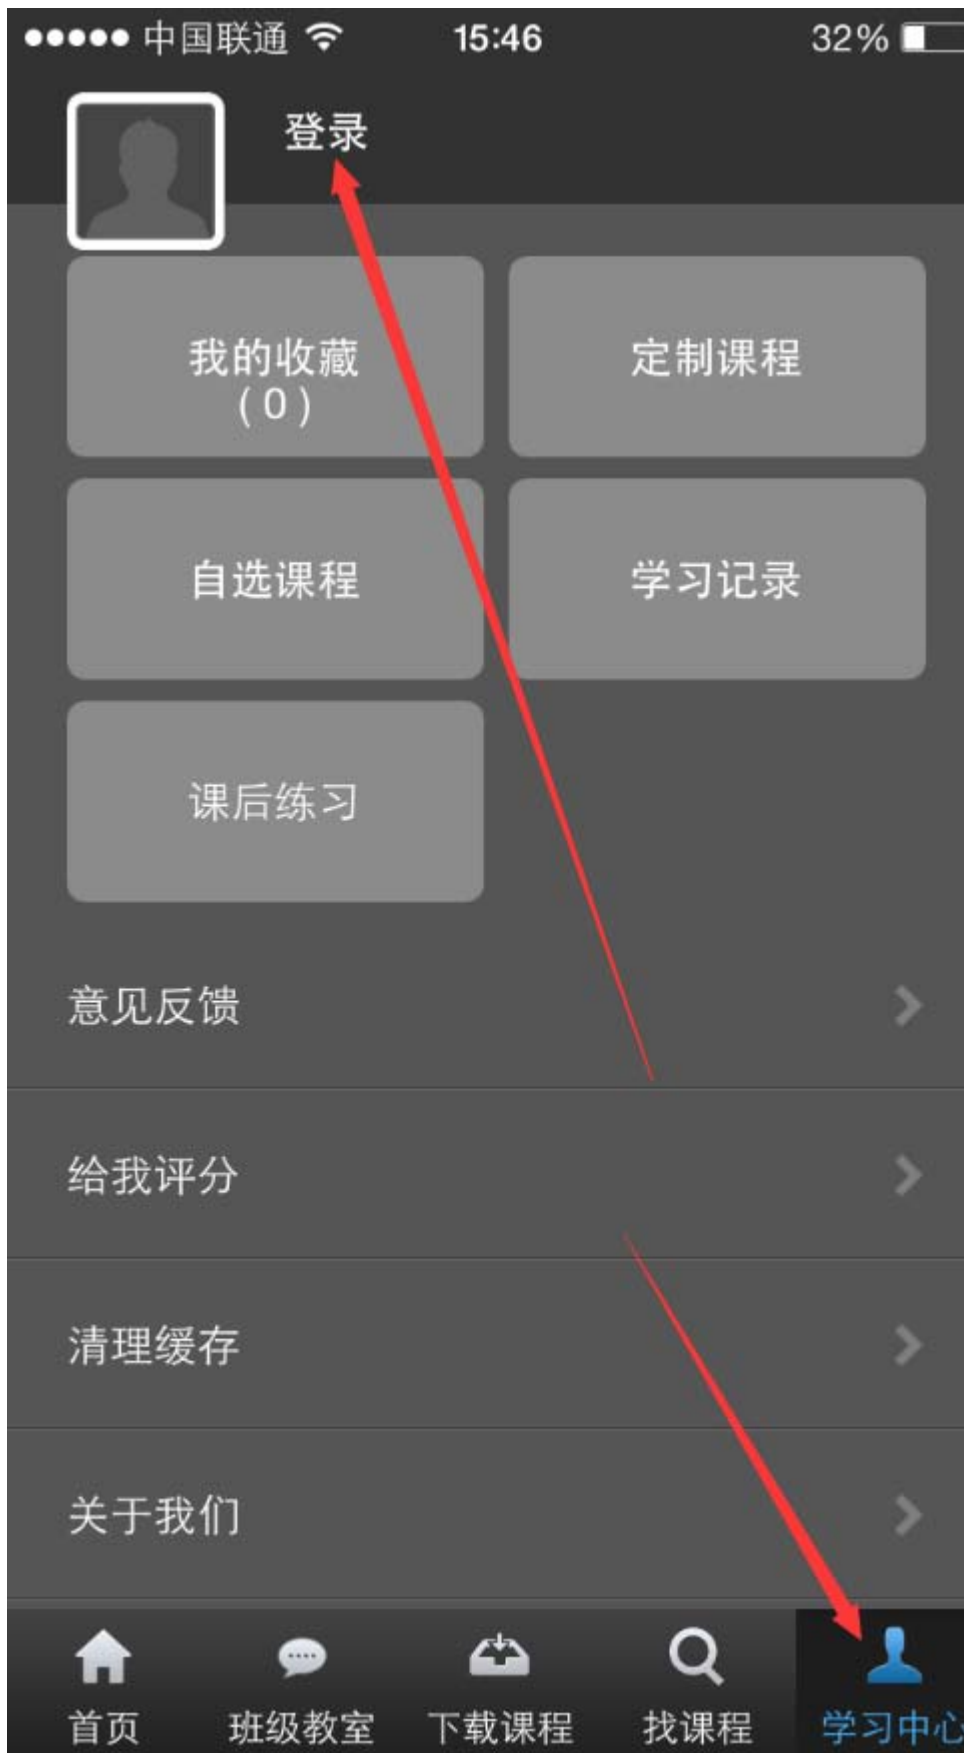 中国联通 15:46 32%
登录
我的收藏
(0)
定制课程
自选课程
学习记录
课后练习
意见反馈
给我评分
清理缓存
关于我们
首页 班级教室 下载课程 找课程 学习中心